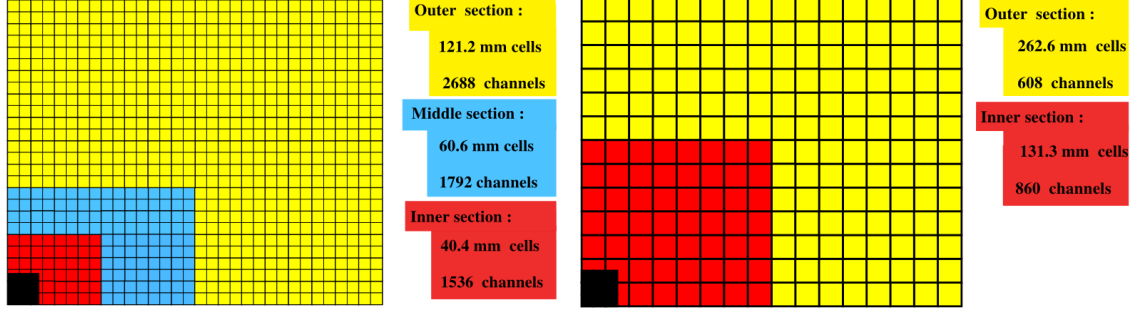 Outer section :
121.2 mm cells
2688 channels
Middle section :
60.6 mm cells
1792 channels
Inner section :
40.4 mm cells
1536 channels
Outer section :
262.6 mm cells
608 channels
Inner section :
131.3 mm cells
860 channels